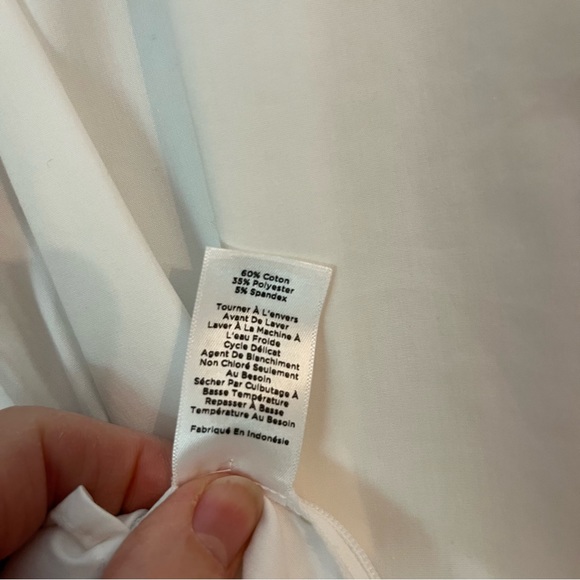 60% Coton
35% Polyester
5% Spandex
Tourner À L'envers
Avant De Laver
Laver À La Machine À
L'eau Froide
Cycle Délicat
Agent De Blanchiment
Non Chloré Seulement
Au Besoin
Sécher Par Culbutage À
Basse Température
Repasser À Basse
Température Au Besoin
Fabriqué En Indonésie